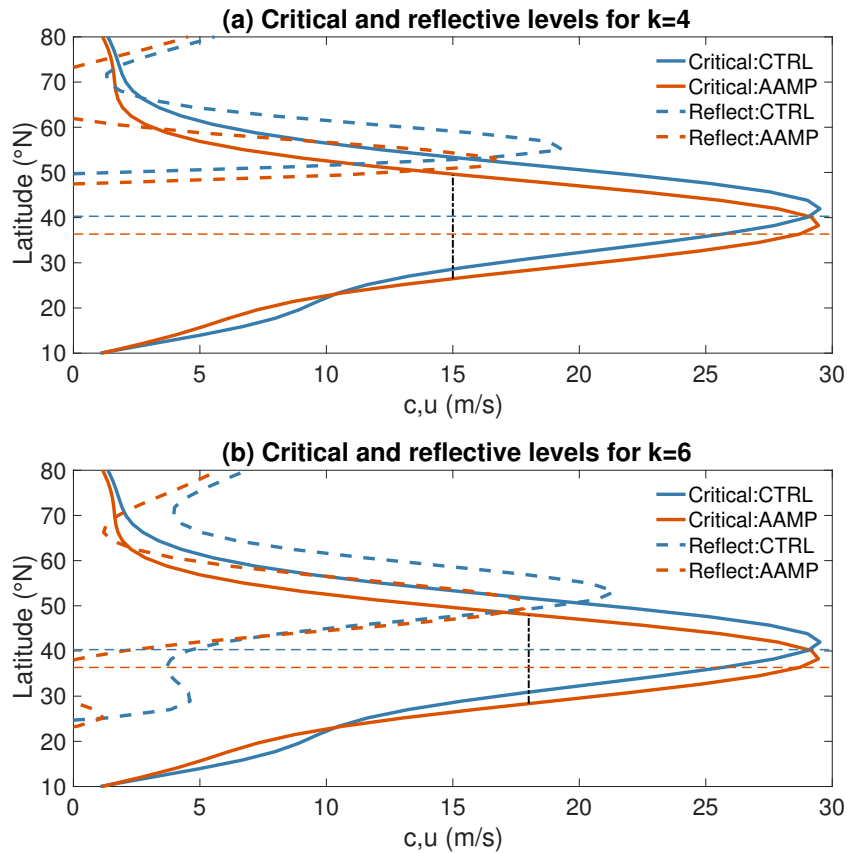 (a) Critical and reflective levels for k=4
80
70
60
50
40
30
20
10
Latitude (°N)
Critical:CTRL
Critical:AAMP
Reflect:CTRL
Reflect:AAMP
0 5 10 15 20 25 30
c,u (m/s)
(b) Critical and reflective levels for k=6
80
70
60
50
40
30
20
10
Latitude (°N)
Critical:CTRL
Critical:AAMP
Reflect:CTRL
Reflect:AAMP
0 5 10 15 20 25 30
c,u (m/s)